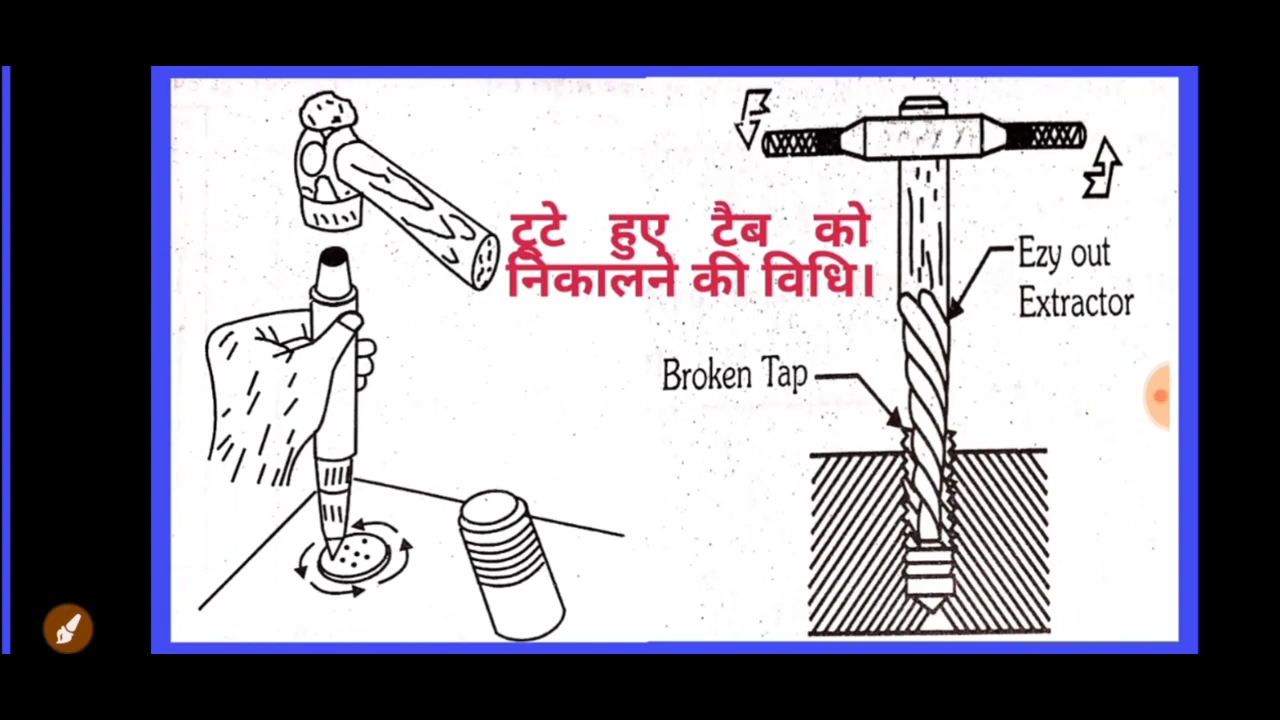 टूटे हुए टैब को
निकालने की विधि।
Ezy out
Extractor
Broken Tap